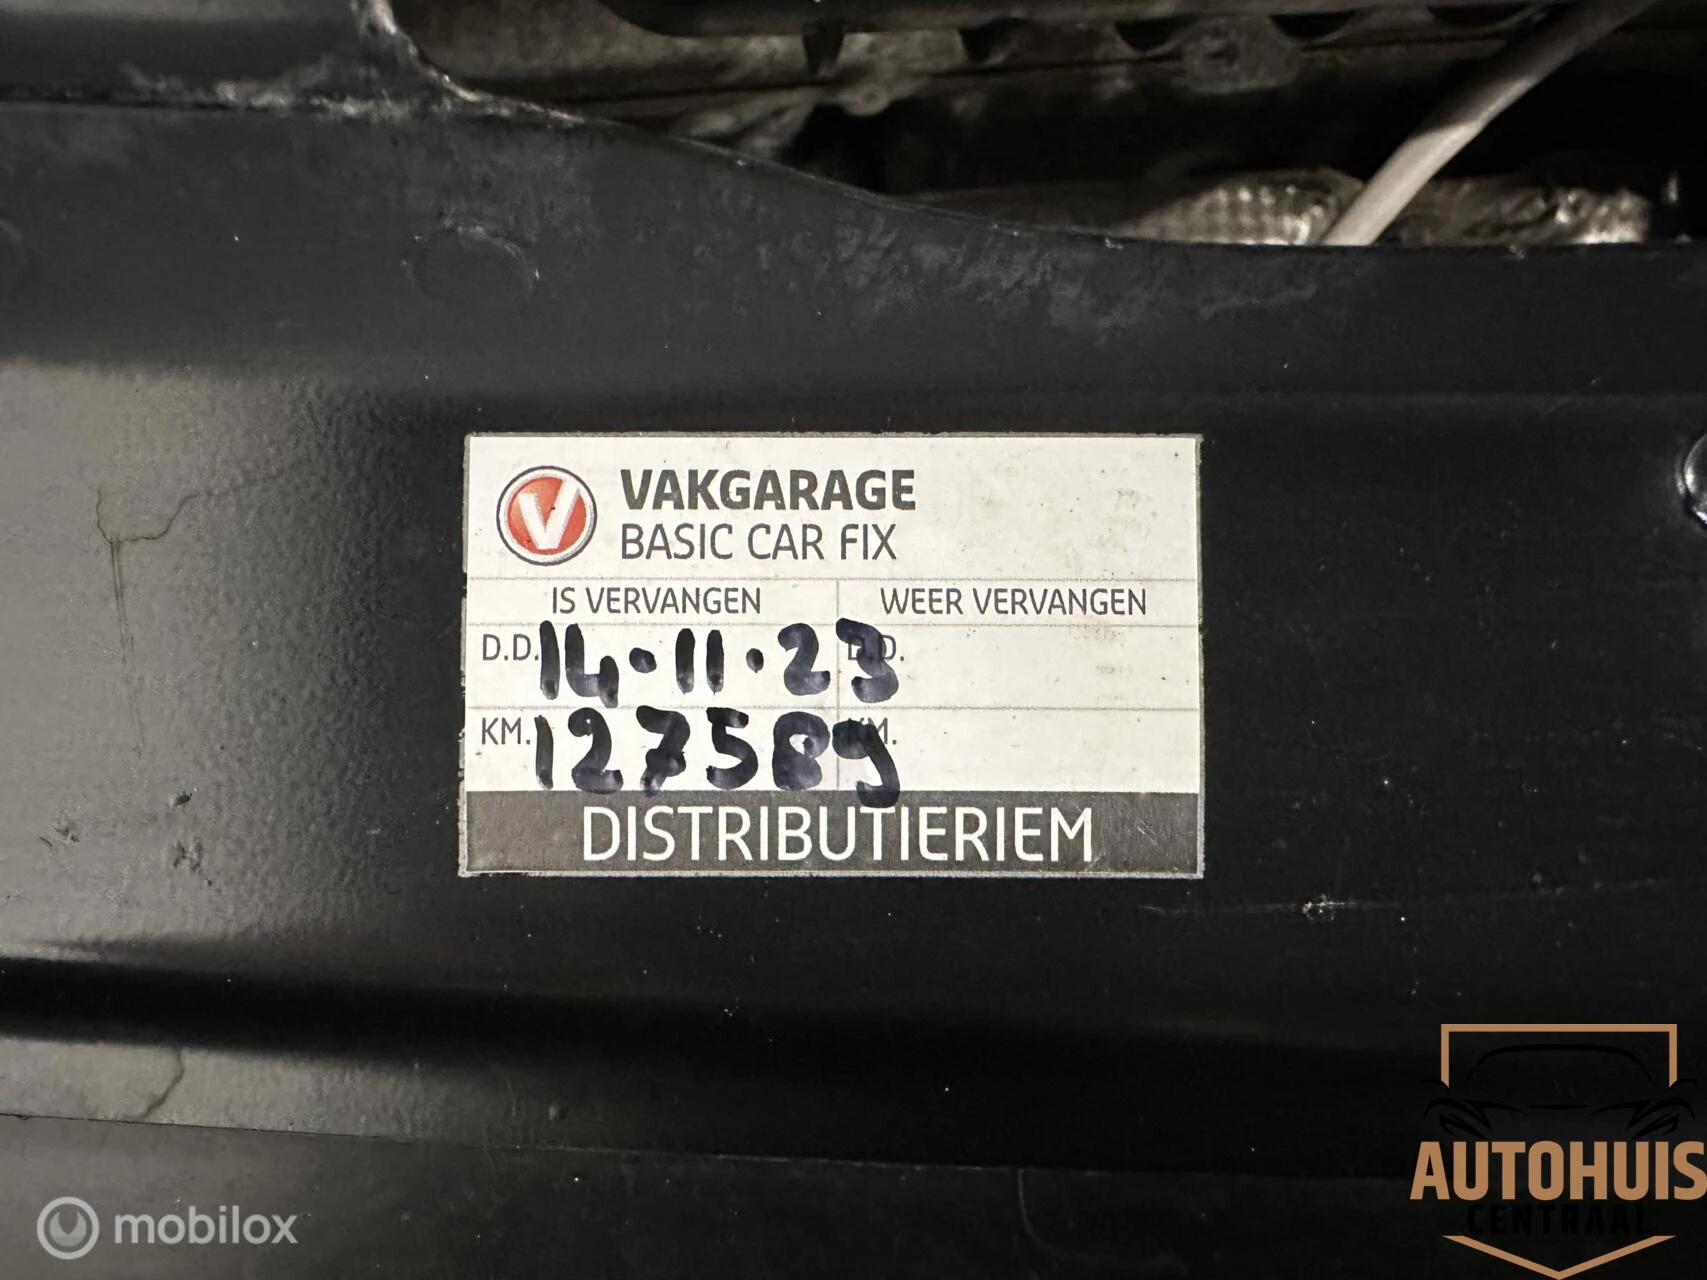 V VAKGARAGE
BASIC CAR FIX
IS VERVANGEN WEER VERVANGEN
D.D. 14.11.23 D.D.
KM. 127589 KM.
DISTRIBUTIERIEM
AUTOHUIS
CENTRAAL
mobilox